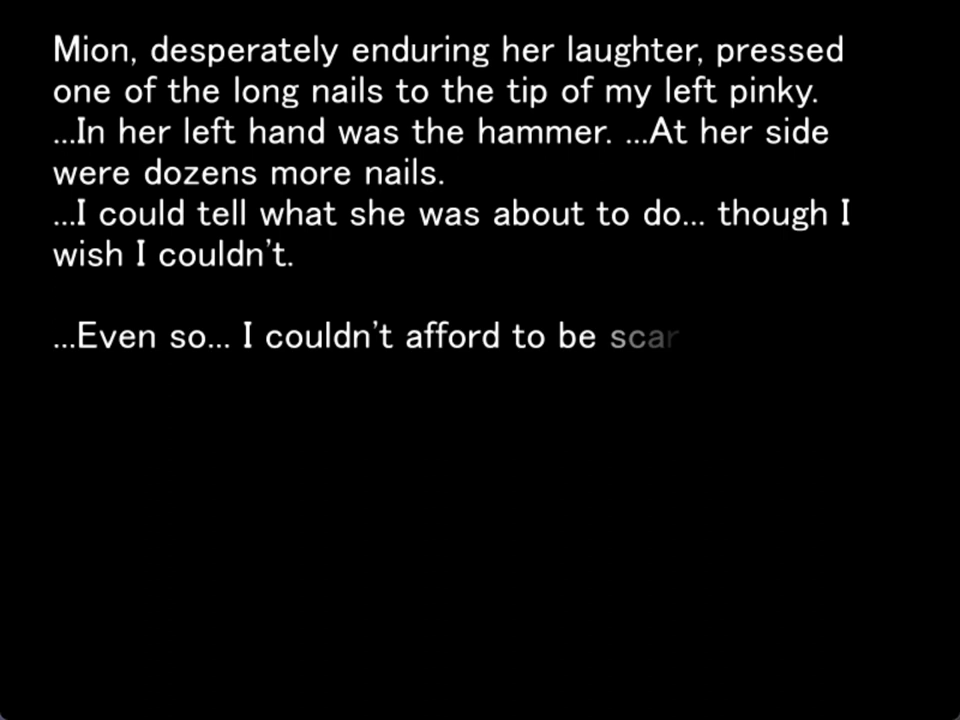 Mion, desperately enduring her laughter, pressed
one of the long nails to the tip of my left pinky.
...In her left hand was the hammer. ...At her side
were dozens more nails.
...I could tell what she was about to do... though I
wish I couldn't.
...Even so... I couldn't afford to be scar